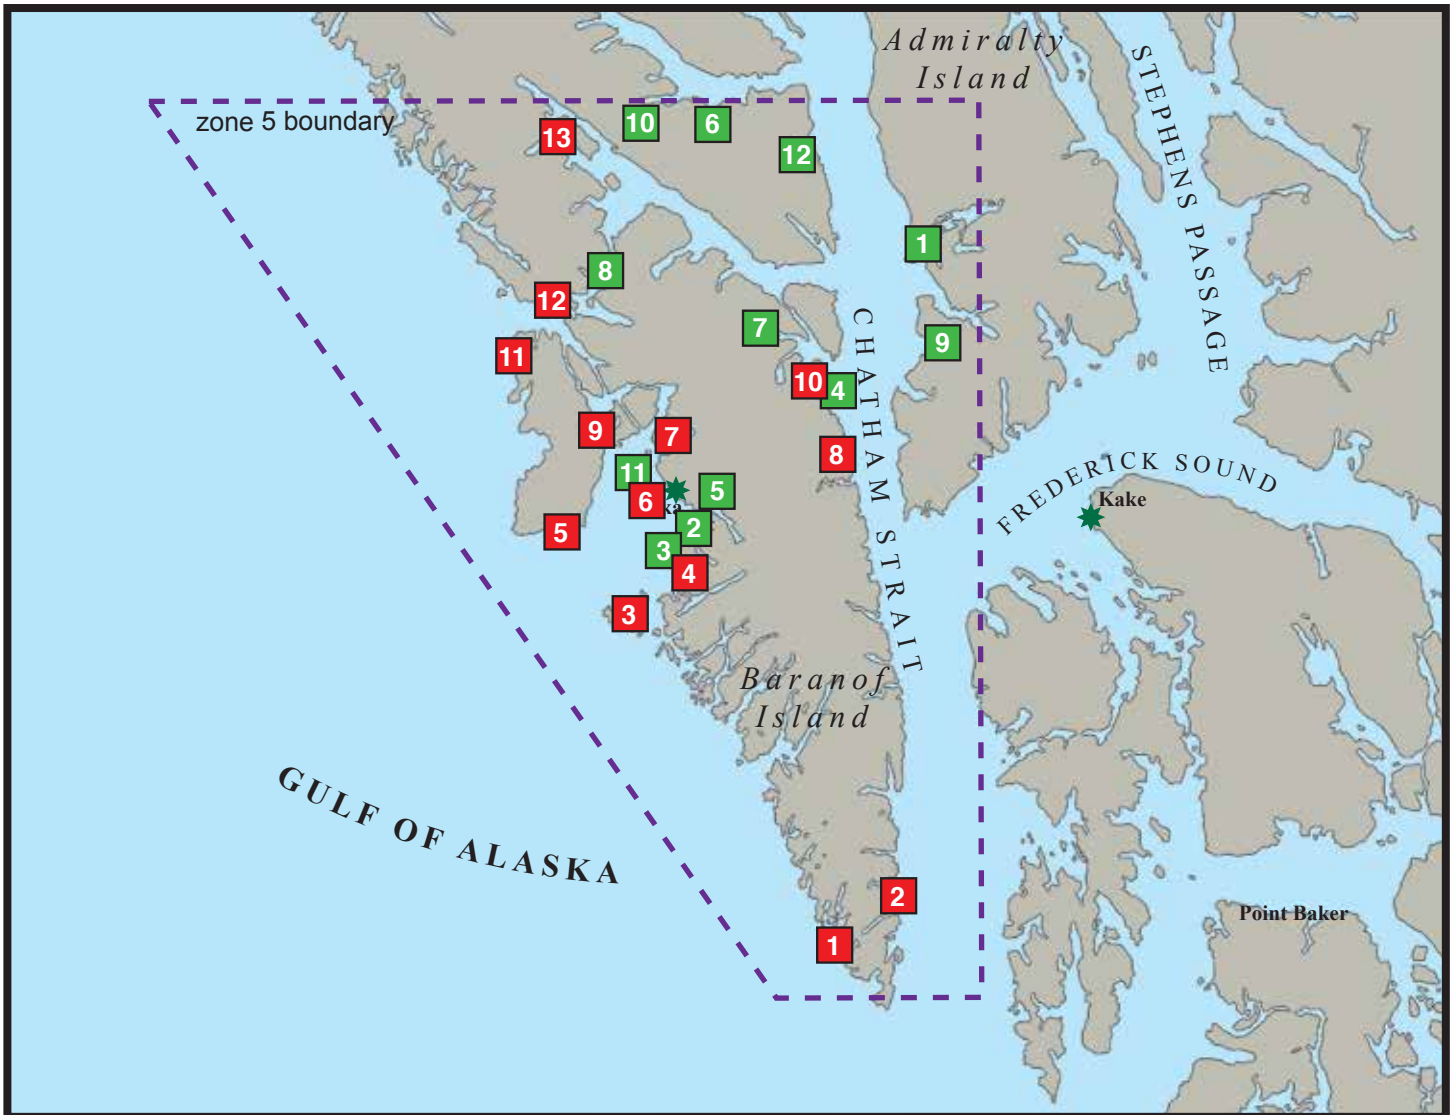 Admiralty
Island
STEPHENS PASSAGE
zone 5 boundary
10
6
13
12
1
8
12
7
9
11
10
4
CHATHAM STRAIT
9
7
8
11
6
5
FREDERICK SOUND
Kake
ka
2
5
3
4
3
Baranof
Island
GULF OF ALASKA
2
Point Baker
1